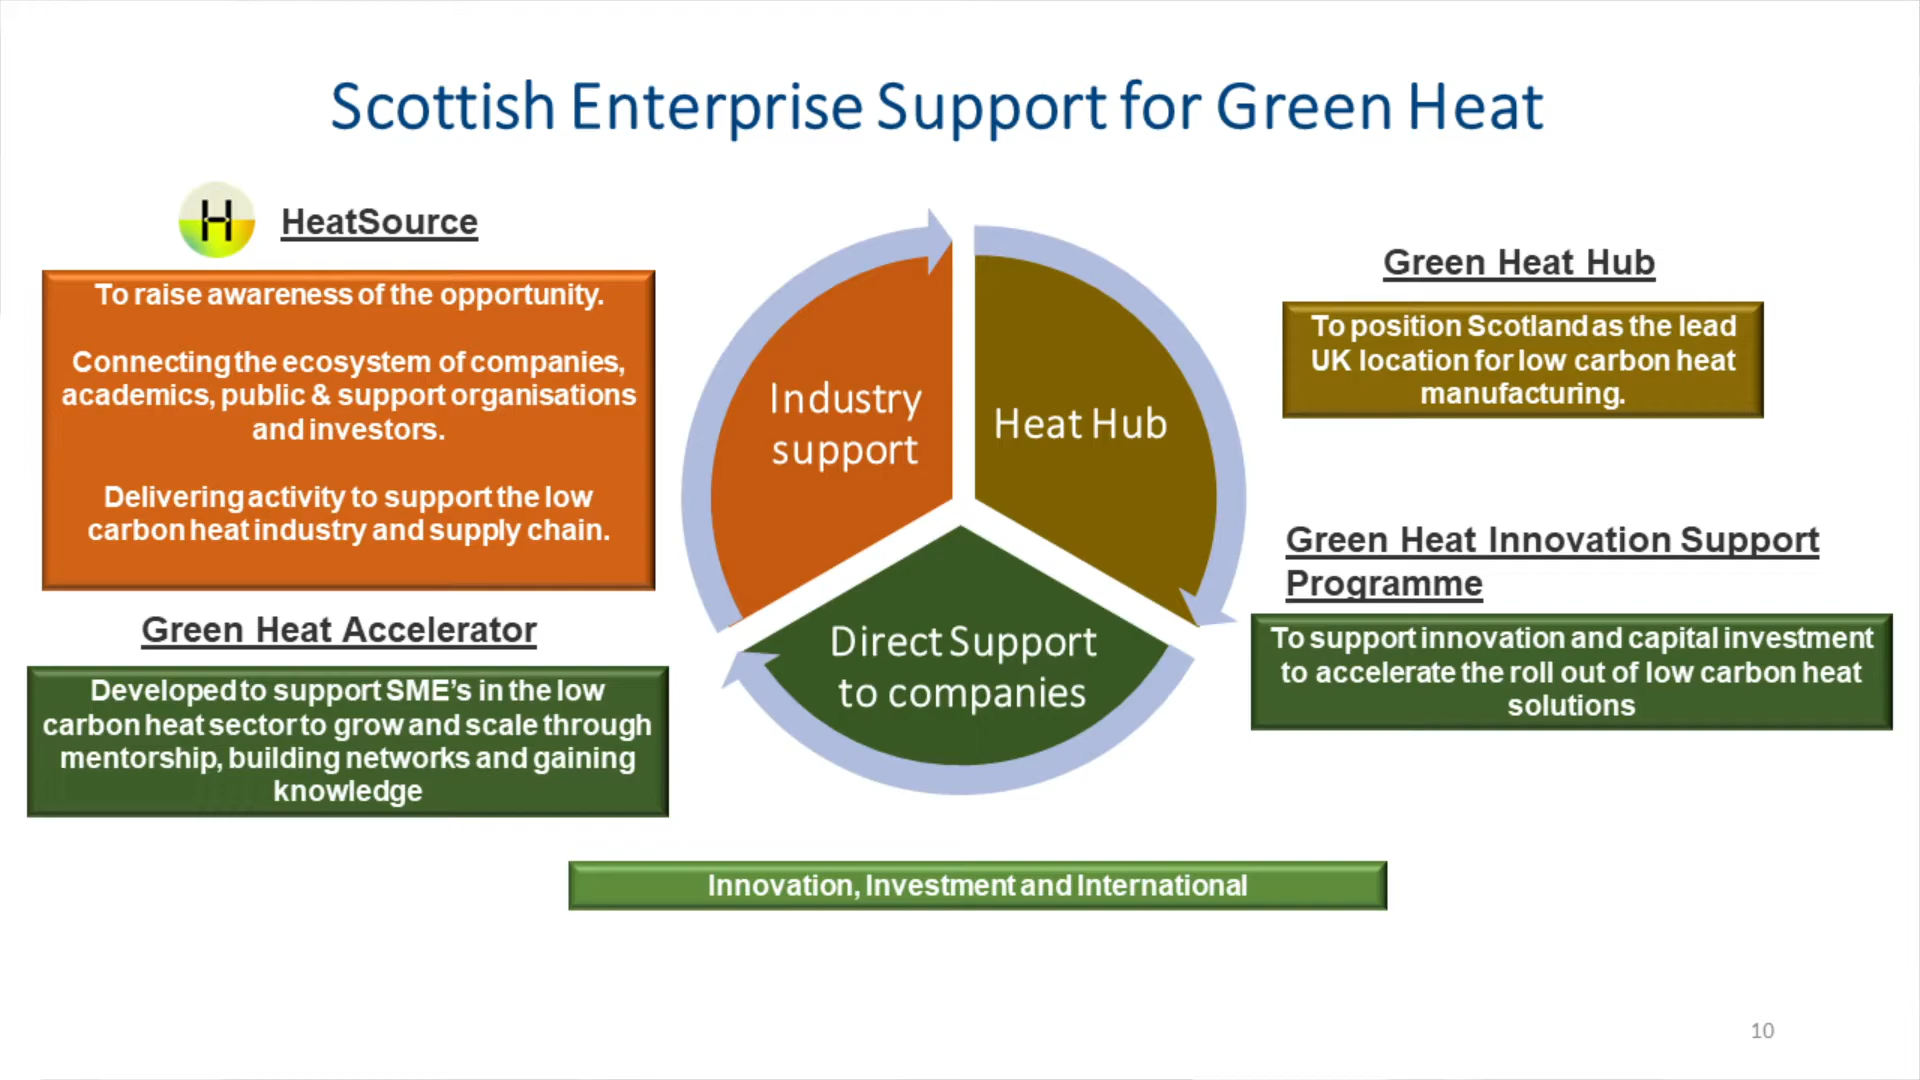 Scottish Enterprise Support for Green Heat
H
HeatSource
To raise awareness of the opportunity.
Connecting the ecosystem of companies,
academics, public & support organisations
and investors.
Delivering activity to support the low
carbon heat industry and supply chain.
Green Heat Accelerator
Developed to support SME's in the low
carbon heat sector to grow and scale through
mentorship, building networks and gaining
knowledge
Industry
support
Heat Hub
Direct Support
to companies
Green Heat Hub
To position Scotland as the lead
UK location for low carbon heat
manufacturing.
Green Heat Innovation Support
Programme
To support innovation and capital investment
to accelerate the roll out of low carbon heat
solutions
Innovation, Investment and International
10